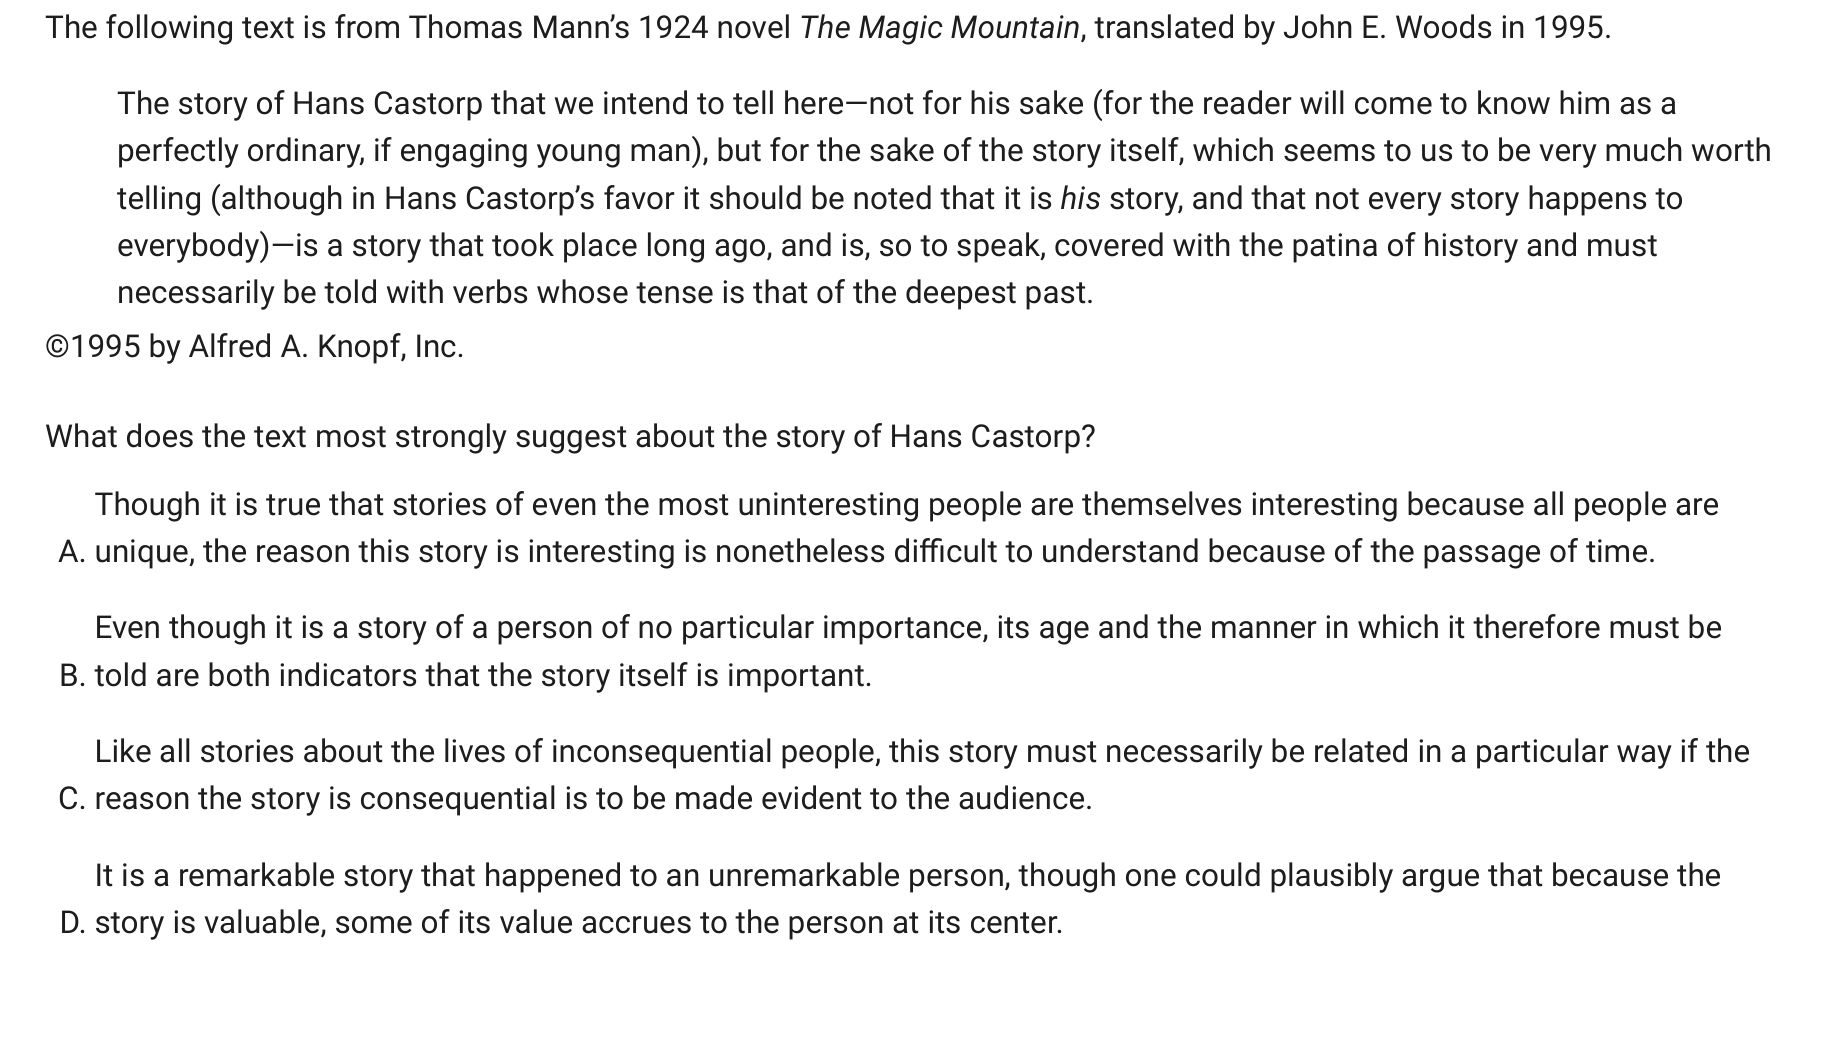 The following text is from Thomas Mann’s 1924 novel The Magic Mountain, translated by John E. Woods in 1995.
The story of Hans Castorp that we intend to tell here—not for his sake (for the reader will come to know him as a
perfectly ordinary, if engaging young man), but for the sake of the story itself, which seems to us to be very much worth
telling (although in Hans Castorp’s favor it should be noted that it is his story, and that not every story happens to
everybody)—is a story that took place long ago, and is, so to speak, covered with the patina of history and must
necessarily be told with verbs whose tense is that of the deepest past.
©1995 by Alfred A. Knopf, Inc.
What does the text most strongly suggest about the story of Hans Castorp?
Though it is true that stories of even the most uninteresting people are themselves interesting because all people are
A. unique, the reason this story is interesting is nonetheless difficult to understand because of the passage of time.
Even though it is a story of a person of no particular importance, its age and the manner in which it therefore must be
B. told are both indicators that the story itself is important.
Like all stories about the lives of inconsequential people, this story must necessarily be related in a particular way if the
C. reason the story is consequential is to be made evident to the audience.
It is a remarkable story that happened to an unremarkable person, though one could plausibly argue that because the
D. story is valuable, some of its value accrues to the person at its center.